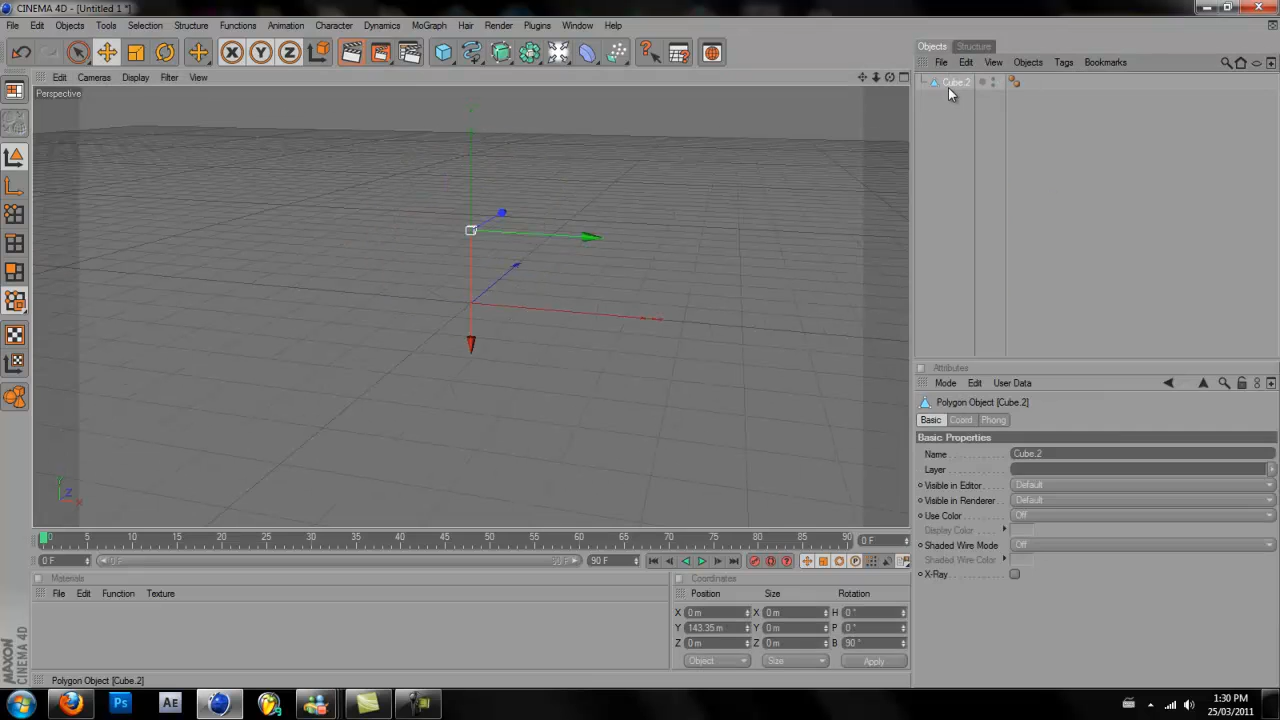 CINEMA 4D - [Untitled 1 *]
File Edit Objects Tools Selection Structure Functions Animation Character Dynamics MoGraph Hair Render Plugins Window Help
Objects Structure
File Edit View Objects Tags Bookmarks
Edit Cameras Display Filter View
Cube.2
Perspective
Attributes
Mode Edit User Data
Polygon Object [Cube.2]
Basic Coord Phong
Basic Properties
Name Cube.2
Layer
Visible in Editor Default
Visible in Renderer Default
Use Color Off
Display Color
Shaded Wire Mode Off
Shaded Wire Color
X-Ray
Y
Z
X
0 5 10 15 20 25 30 35 40 45 50 55 60 65 70 75 80 85 90
0 F
0 F 0 F 90 F 90 F
Materials
File Edit Function Texture
Coordinates
Position Size Rotation
X 0 m X 0 m H 0 °
Y 143.35 m Y 0 m P 0 °
Z 0 m Z 0 m B 90 °
Object Size Apply
MAXON
CINEMA 4D
Polygon Object [Cube.2]
Ps Ae
1:30 PM
25/03/2011